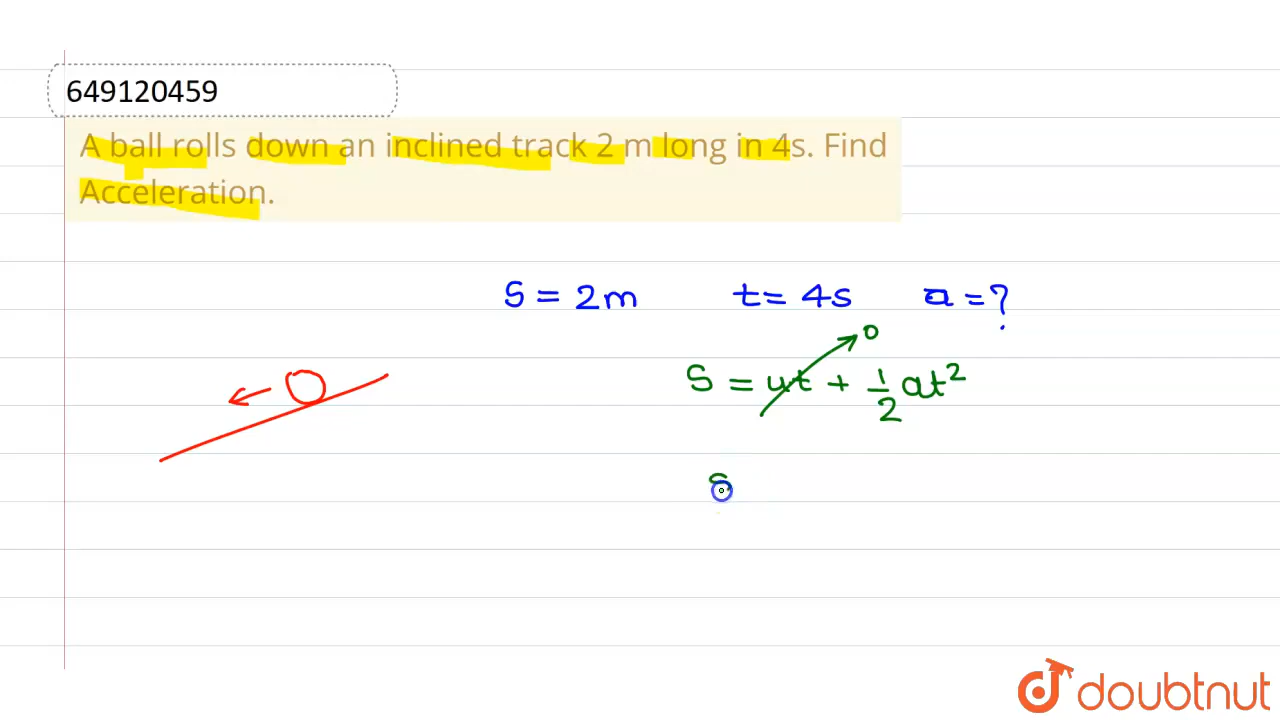 649120459
A ball rolls down an inclined track 2 m long in 4s. Find
Acceleration.
S = 2m t = 4s a = ?
0
S = ut + 1/2 at²
S
doubtnut